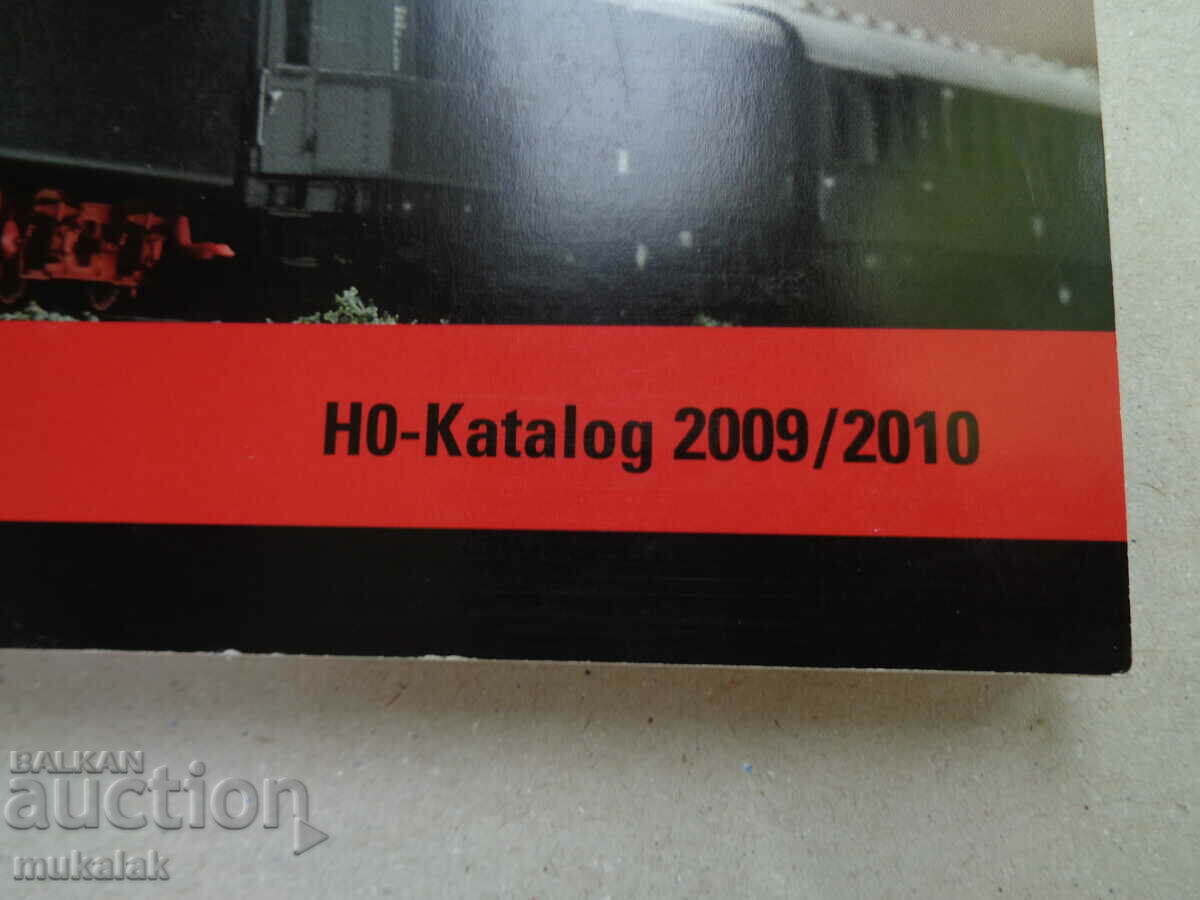 H0-Katalog 2009/2010
BALKAN
auction
mukalak